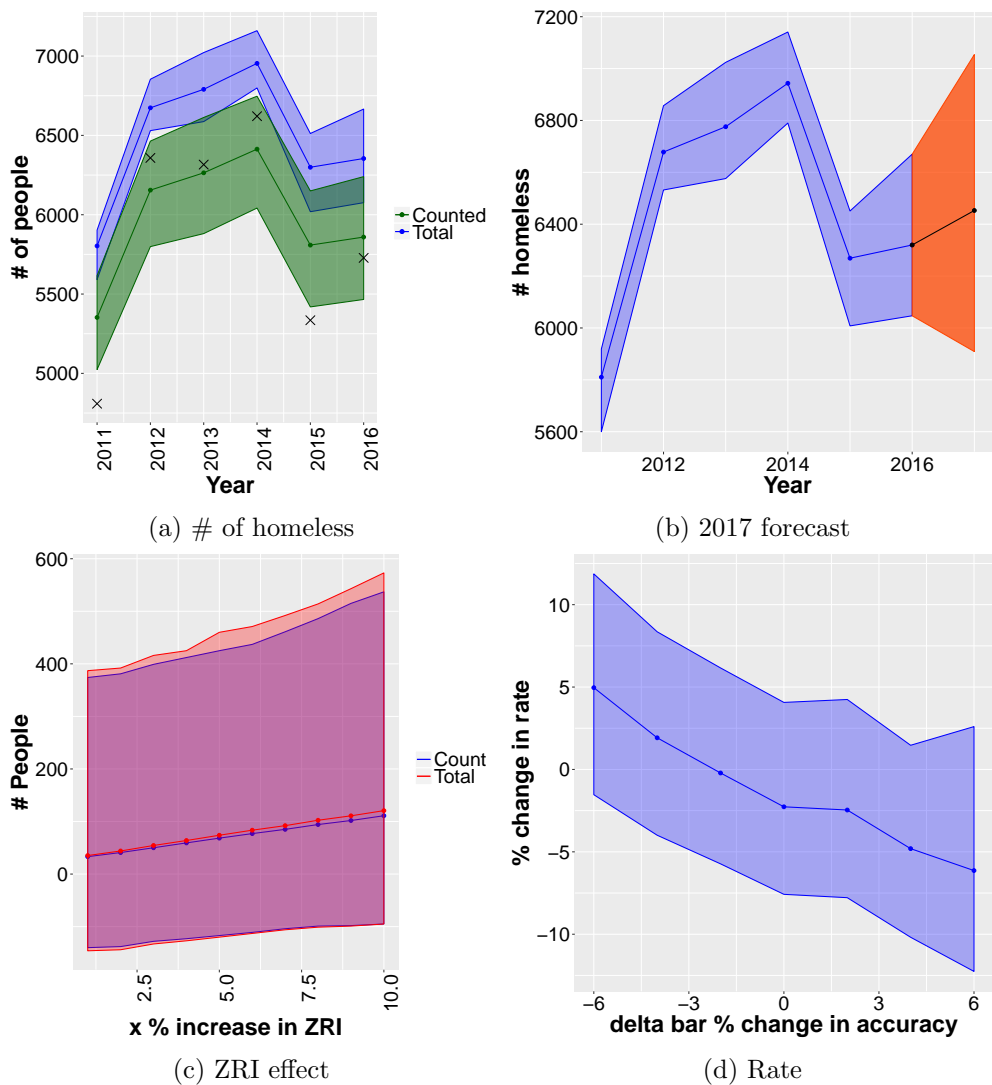 7000
6500
6000
5500
5000
# of people
2011
2012
2013
2014
2015
2016
Year
Counted
Total
(a) # of homeless
7200
6800
6400
6000
5600
# homeless
2012
2014
2016
Year
(b) 2017 forecast
600
400
200
0
# People
2.5
5.0
7.5
10.0
x % increase in ZRI
Count
Total
(c) ZRI effect
10
5
0
−5
−10
% change in rate
−6
−3
0
3
6
delta bar % change in accuracy
(d) Rate